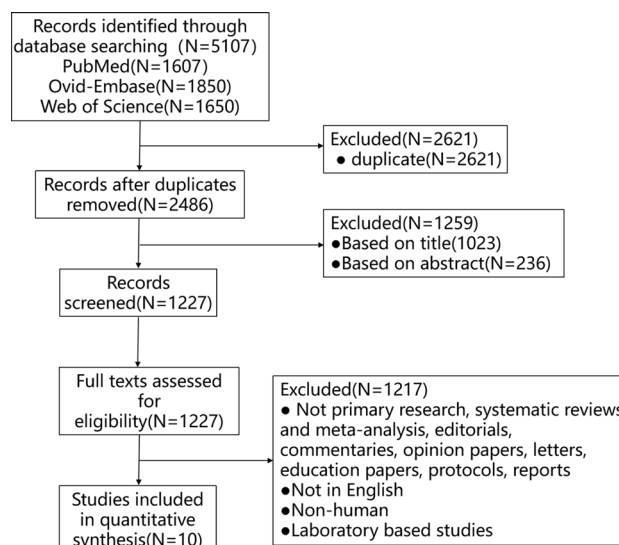 Records identified through
database searching （N=5107)
PubMed(N=1607)
Ovid-Embase(N=1850)
Web of Science(N=1650)
Excluded(N=2621)
● duplicate(N=2621)
Records after duplicates
removed(N=2486)
Excluded(N=1259)
●Based on title(1023)
●Based on abstract(N=236)
Records
screened(N=1227)
Full texts assessed
for
eligibility(N=1227)
Excluded(N=1217)
● Not primary research, systematic reviews
and meta-analysis, editorials,
commentaries, opinion papers, letters,
education papers, protocols, reports
●Not in English
●Non-human
●Laboratory based studies
Studies included
in quantitative
synthesis(N=10)